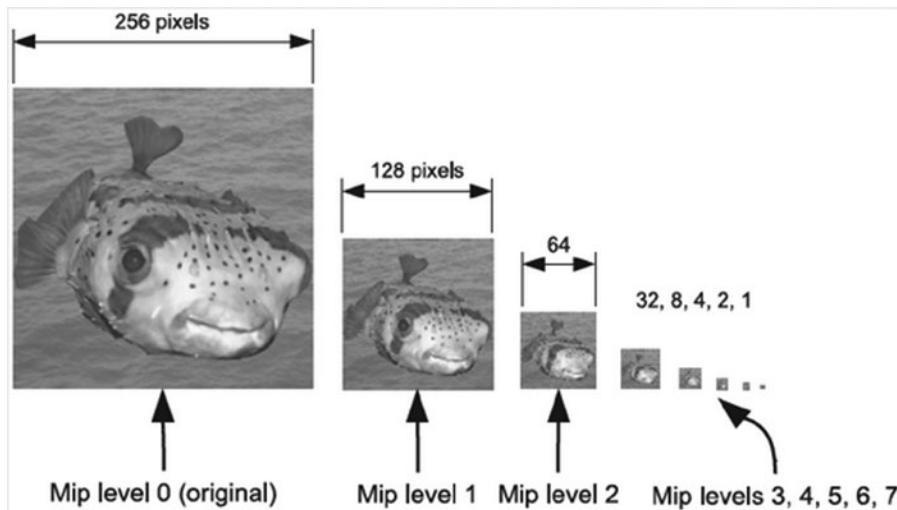 256 pixels
128 pixels
64
32, 8, 4, 2, 1
Mip level 0 (original)
Mip level 1
Mip level 2
Mip levels 3, 4, 5, 6, 7